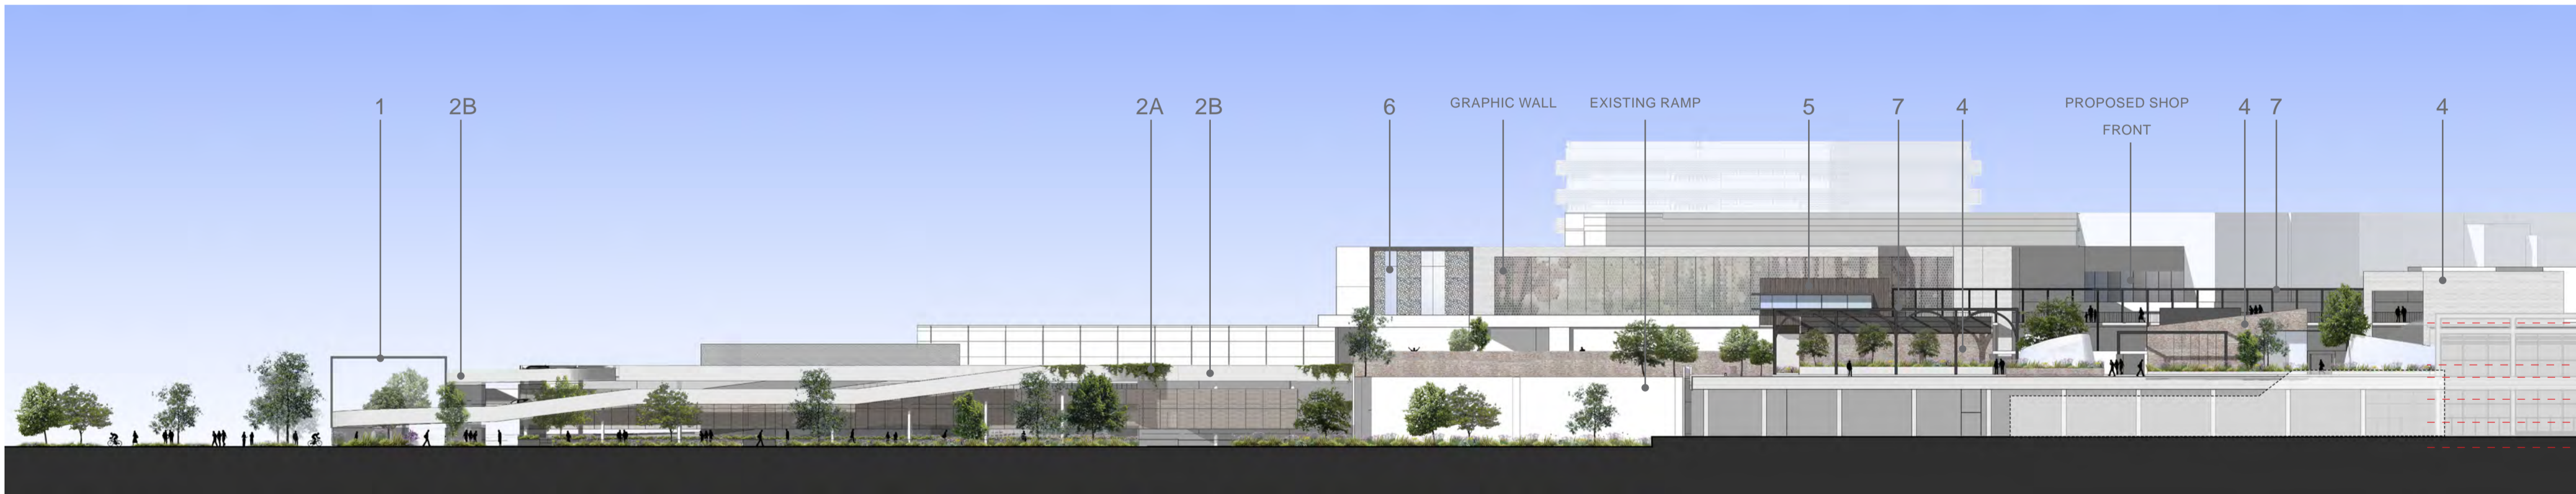 1
2B
2A
2B
6
GRAPHIC WALL
EXISTING RAMP
5
7
4
PROPOSED SHOP
FRONT
4
7
4